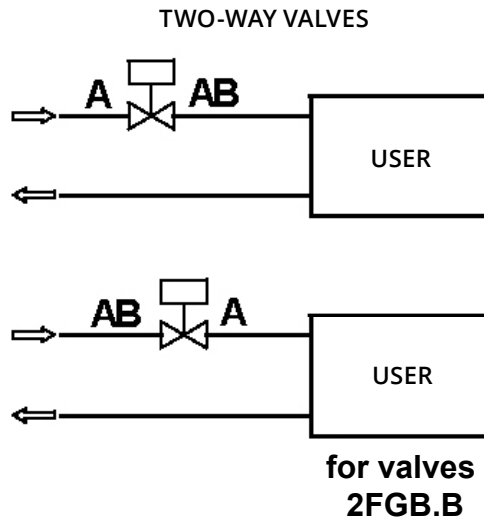 TWO-WAY VALVES
A AB
USER
AB A
USER
for valves
2FGB.B